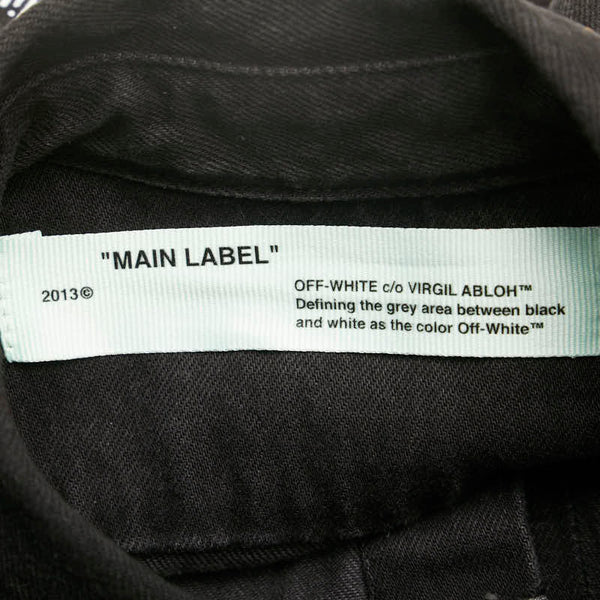 "MAIN LABEL"
2013©
OFF-WHITE c/o VIRGIL ABLOH™
Defining the grey area between black
and white as the color Off-White™